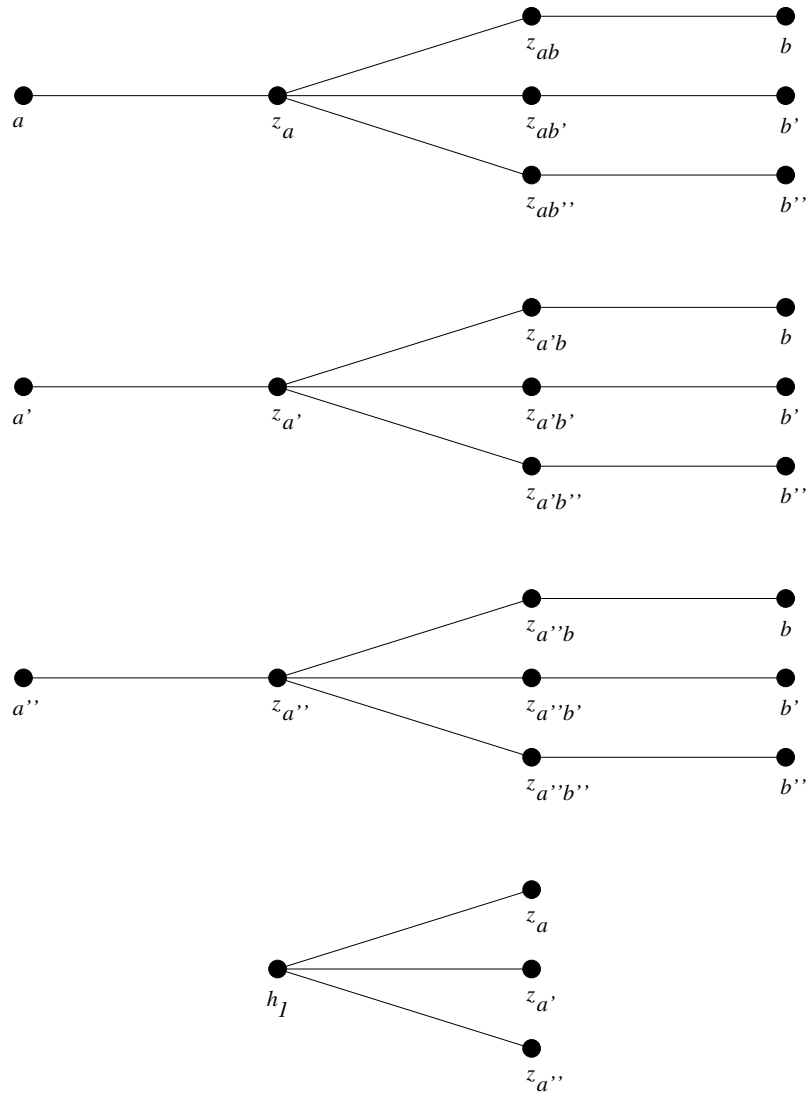 z_ab b
a z_a z_ab’ b’
z_ab’’ b’’
z_a’b b
a’ z_a’ z_a’b’ b’
z_a’b’’ b’’
z_a’’b b
a’’ z_a’’ z_a’’b’ b’
z_a’’b’’ b’’
z_a
h_1 z_a’
z_a’’